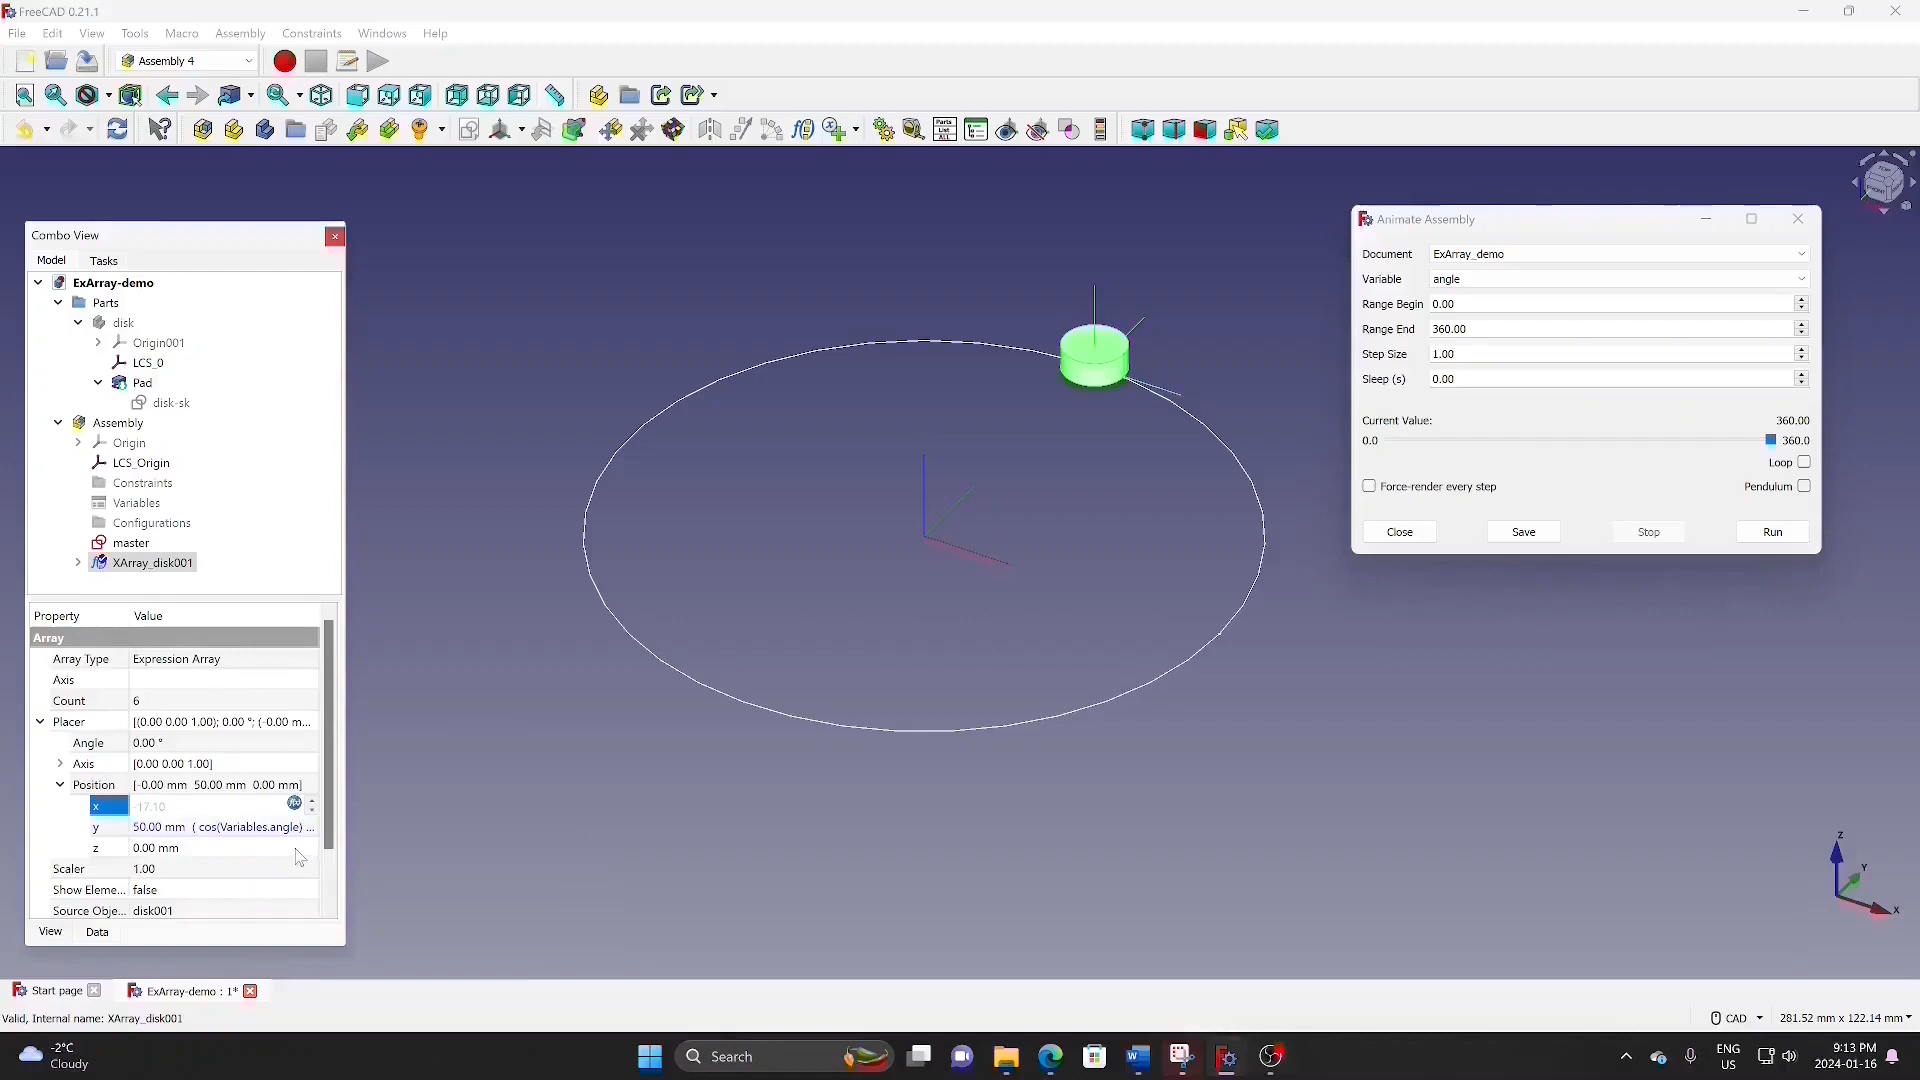 FreeCAD 0.21.1
File Edit View Tools Macro Assembly Constraints Windows Help
Assembly 4
Parts List ALL
Combo View
Model Tasks
ExArray-demo
Parts
disk
Origin001
LCS_0
Pad
disk-sk
Assembly
Origin
LCS_Origin
Constraints
Variables
Configurations
master
XArray_disk001
Property Value
Array
Array Type Expression Array
Axis
Count 6
Placer [(0.00 0.00 1.00); 0.00 °; (-0.00 m...
Angle 0.00 °
Axis [0.00 0.00 1.00]
Position [-0.00 mm 50.00 mm 0.00 mm]
x -17.10
y 50.00 mm ( cos(Variables.angle) ...
z 0.00 mm
Scaler 1.00
Show Eleme... false
Source Obje... disk001
View Data
Animate Assembly
Document ExArray_demo
Variable angle
Range Begin 0.00
Range End 360.00
Step Size 1.00
Sleep (s) 0.00
Current Value: 360.00
0.0 360.0
Loop
Force-render every step Pendulum
Close Save Stop Run
TOP
FRONT
Z
Y
X
Start page ExArray-demo : 1*
Valid, Internal name: XArray_disk001
CAD 281.52 mm x 122.14 mm
-2°C
Cloudy
Search
ENG
US
9:13 PM
2024-01-16